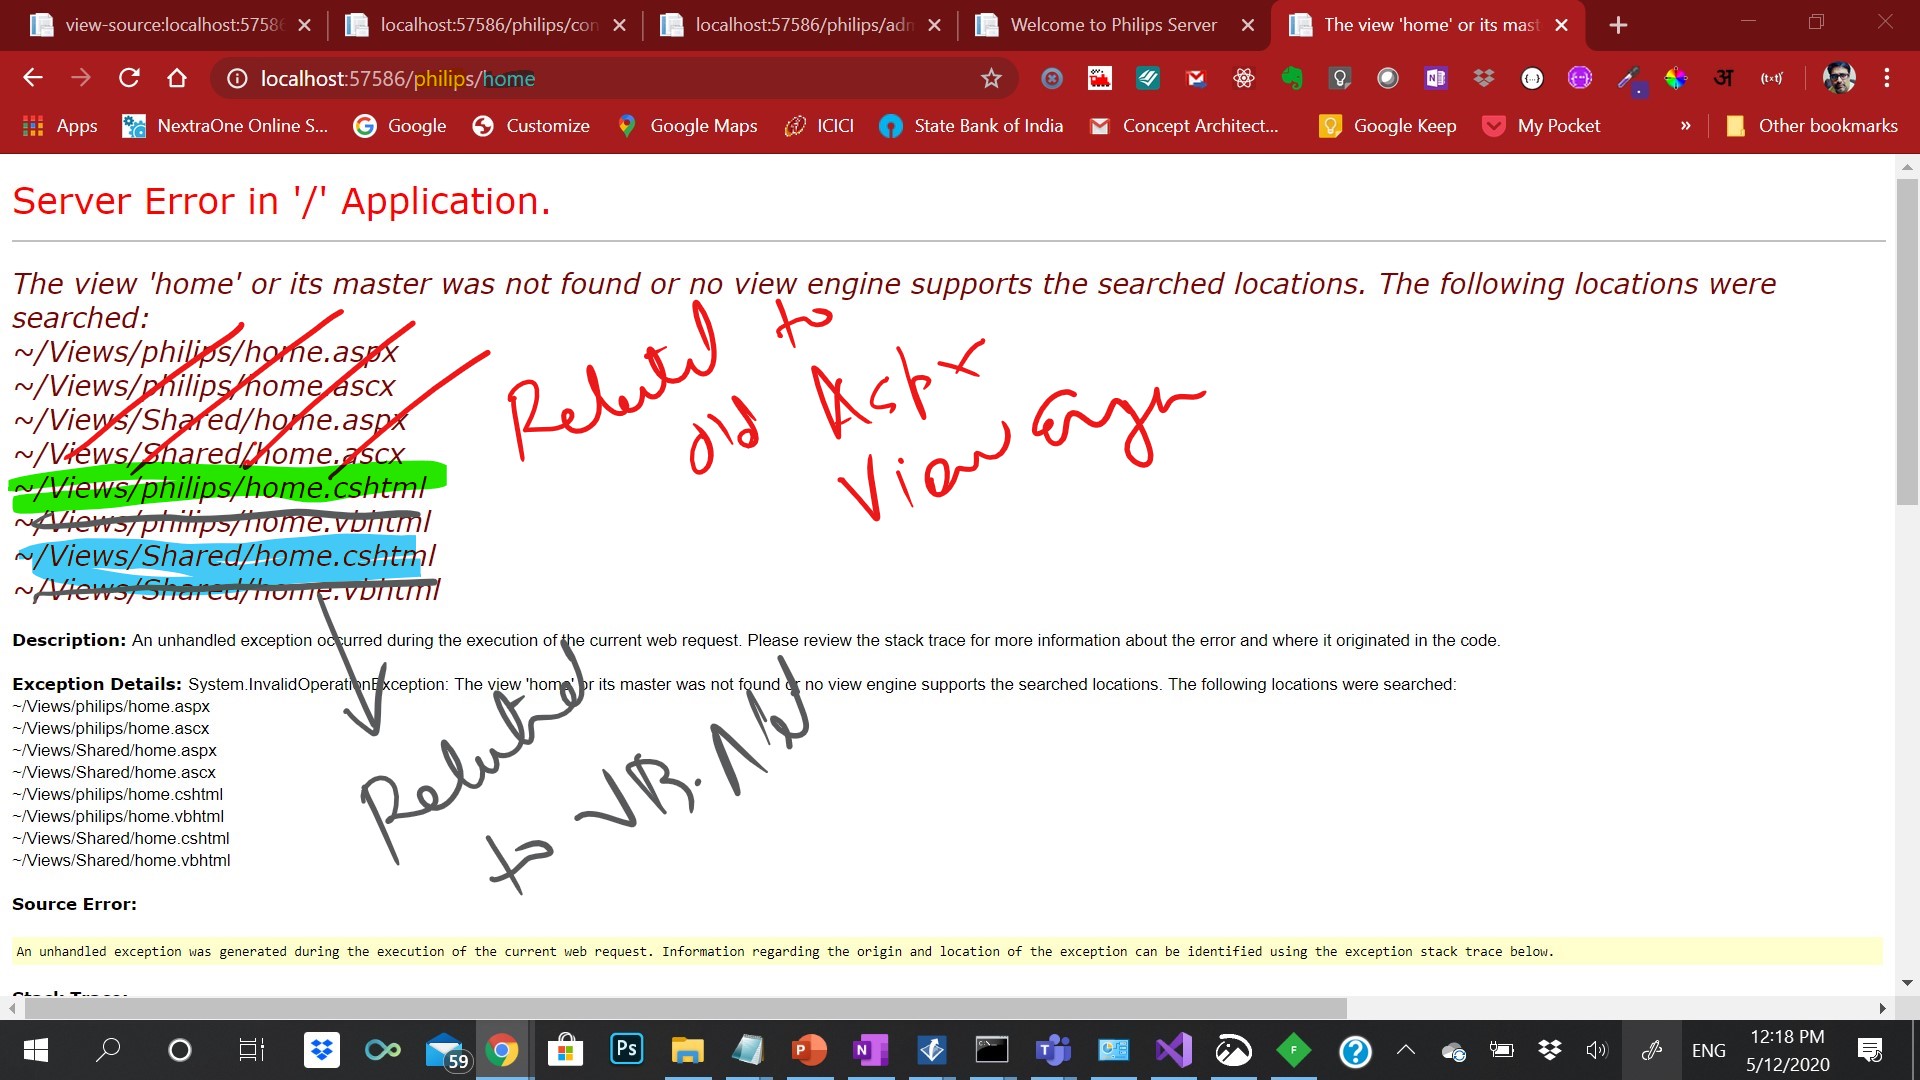 view-source:localhost:57586
localhost:57586/philips/con
localhost:57586/philips/adm
Welcome to Philips Server
The view 'home' or its mast
localhost:57586/philips/home
Apps
NextraOne Online S...
Google
Customize
Google Maps
ICICI
State Bank of India
Concept Architect...
Google Keep
My Pocket
»
Other bookmarks
Server Error in '/' Application.
The view 'home' or its master was not found or no view engine supports the searched locations. The following locations were
searched:
~/Views/philips/home.aspx
~/Views/philips/home.ascx
~/Views/Shared/home.aspx
~/Views/Shared/home.ascx
~/Views/philips/home.cshtml
~/Views/philips/home.vbhtml
~/Views/Shared/home.cshtml
~/Views/Shared/home.vbhtml
Related to
old Aspx
View
Description: An unhandled exception occurred during the execution of the current web request. Please review the stack trace for more information about the error and where it originated in the code.
Exception Details: System.InvalidOperationException: The view 'home' or its master was not found or no view engine supports the searched locations. The following locations were searched:
~/Views/philips/home.aspx
~/Views/philips/home.ascx
~/Views/Shared/home.aspx
~/Views/Shared/home.ascx
~/Views/philips/home.cshtml
~/Views/philips/home.vbhtml
~/Views/Shared/home.cshtml
~/Views/Shared/home.vbhtml
Related
to VB.Net
Source Error:
An unhandled exception was generated during the execution of the current web request. Information regarding the origin and location of the exception can be identified using the exception stack trace below.
Stack Trace:
59
ENG
12:18 PM
5/12/2020